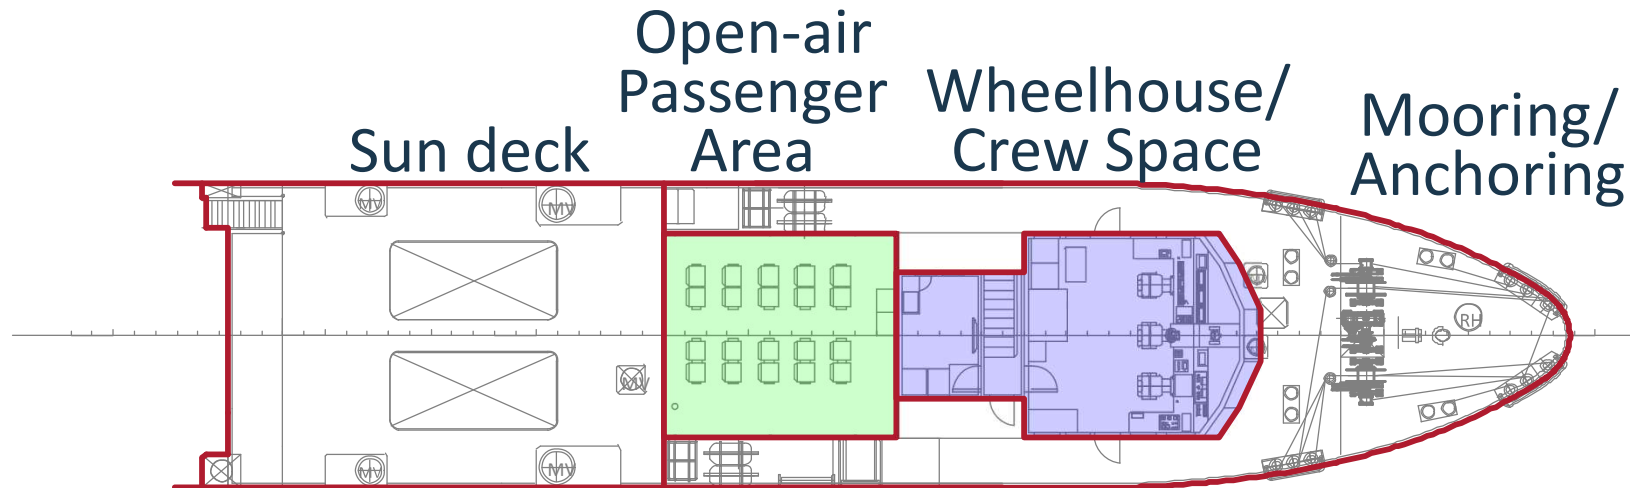 Open-air
Passenger
Area
Wheelhouse/
Crew Space
Mooring/
Anchoring
Sun deck
MV
MV
RH
MV
MV
MV